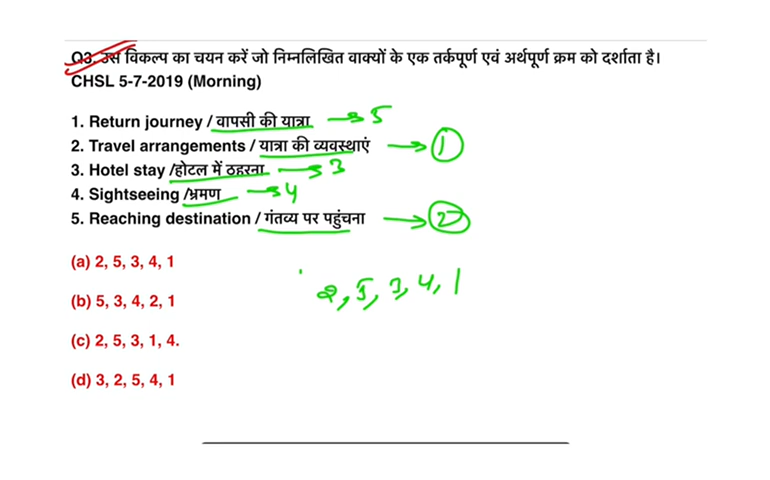 Q3. उस विकल्प का चयन करें जो निम्नलिखित वाक्यों के एक तर्कपूर्ण एवं अर्थपूर्ण क्रम को दर्शाता है।
CHSL 5-7-2019 (Morning)
1. Return journey / वापसी की यात्रा → 5
2. Travel arrangements / यात्रा की व्यवस्थाएं → 1
3. Hotel stay /होटल में ठहरना → 3
4. Sightseeing /भ्रमण → 4
5. Reaching destination / गंतव्य पर पहुंचना → 2
(a) 2, 5, 3, 4, 1
2, 5, 3, 4, 1
(b) 5, 3, 4, 2, 1
(c) 2, 5, 3, 1, 4.
(d) 3, 2, 5, 4, 1